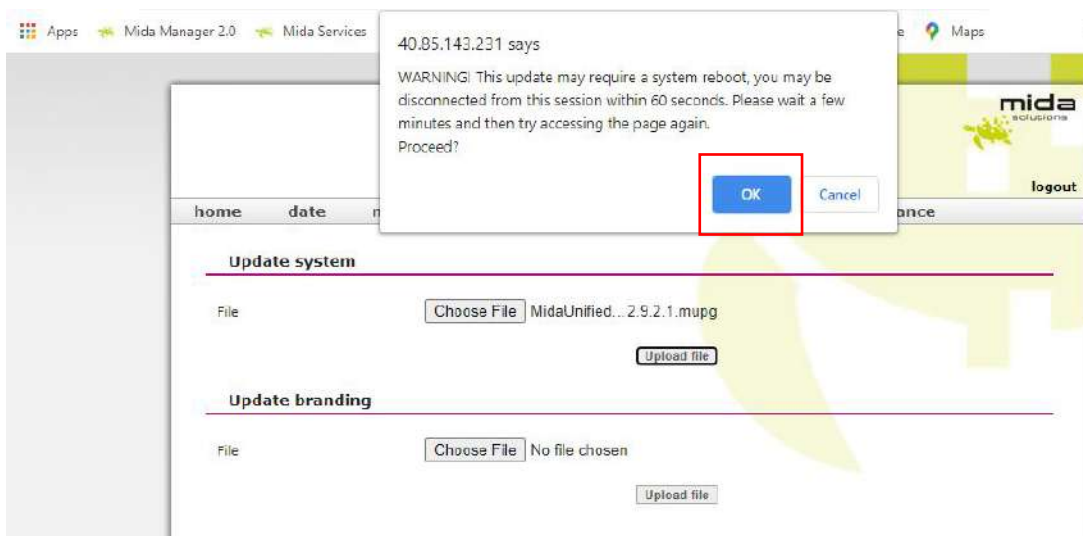 Apps Mida Manager 2.0 Mida Services Maps
40.85.143.231 says
WARNING! This update may require a system reboot, you may be
disconnected from this session within 60 seconds. Please wait a few
minutes and then try accessing the page again.
Proceed?
OK Cancel
mida
solutions
logout
home date
Update system
File Choose File MidaUnified...2.9.2.1.mupg
Upload file
Update branding
File Choose File No file chosen
Upload file